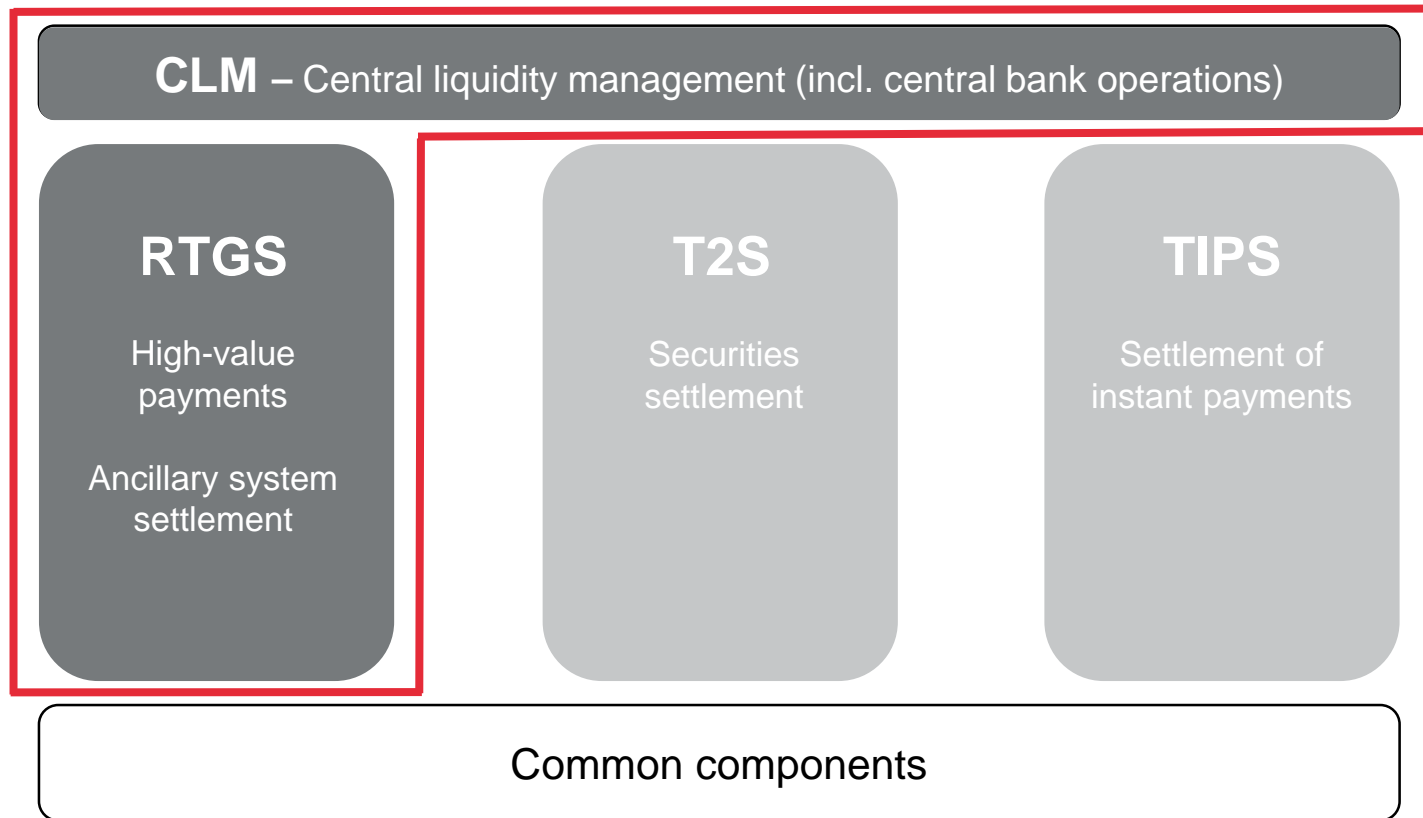 CLM – Central liquidity management (incl. central bank operations)
RTGS
High-value
payments
Ancillary system
settlement
T2S
Securities
settlement
TIPS
Settlement of
instant payments
Common components